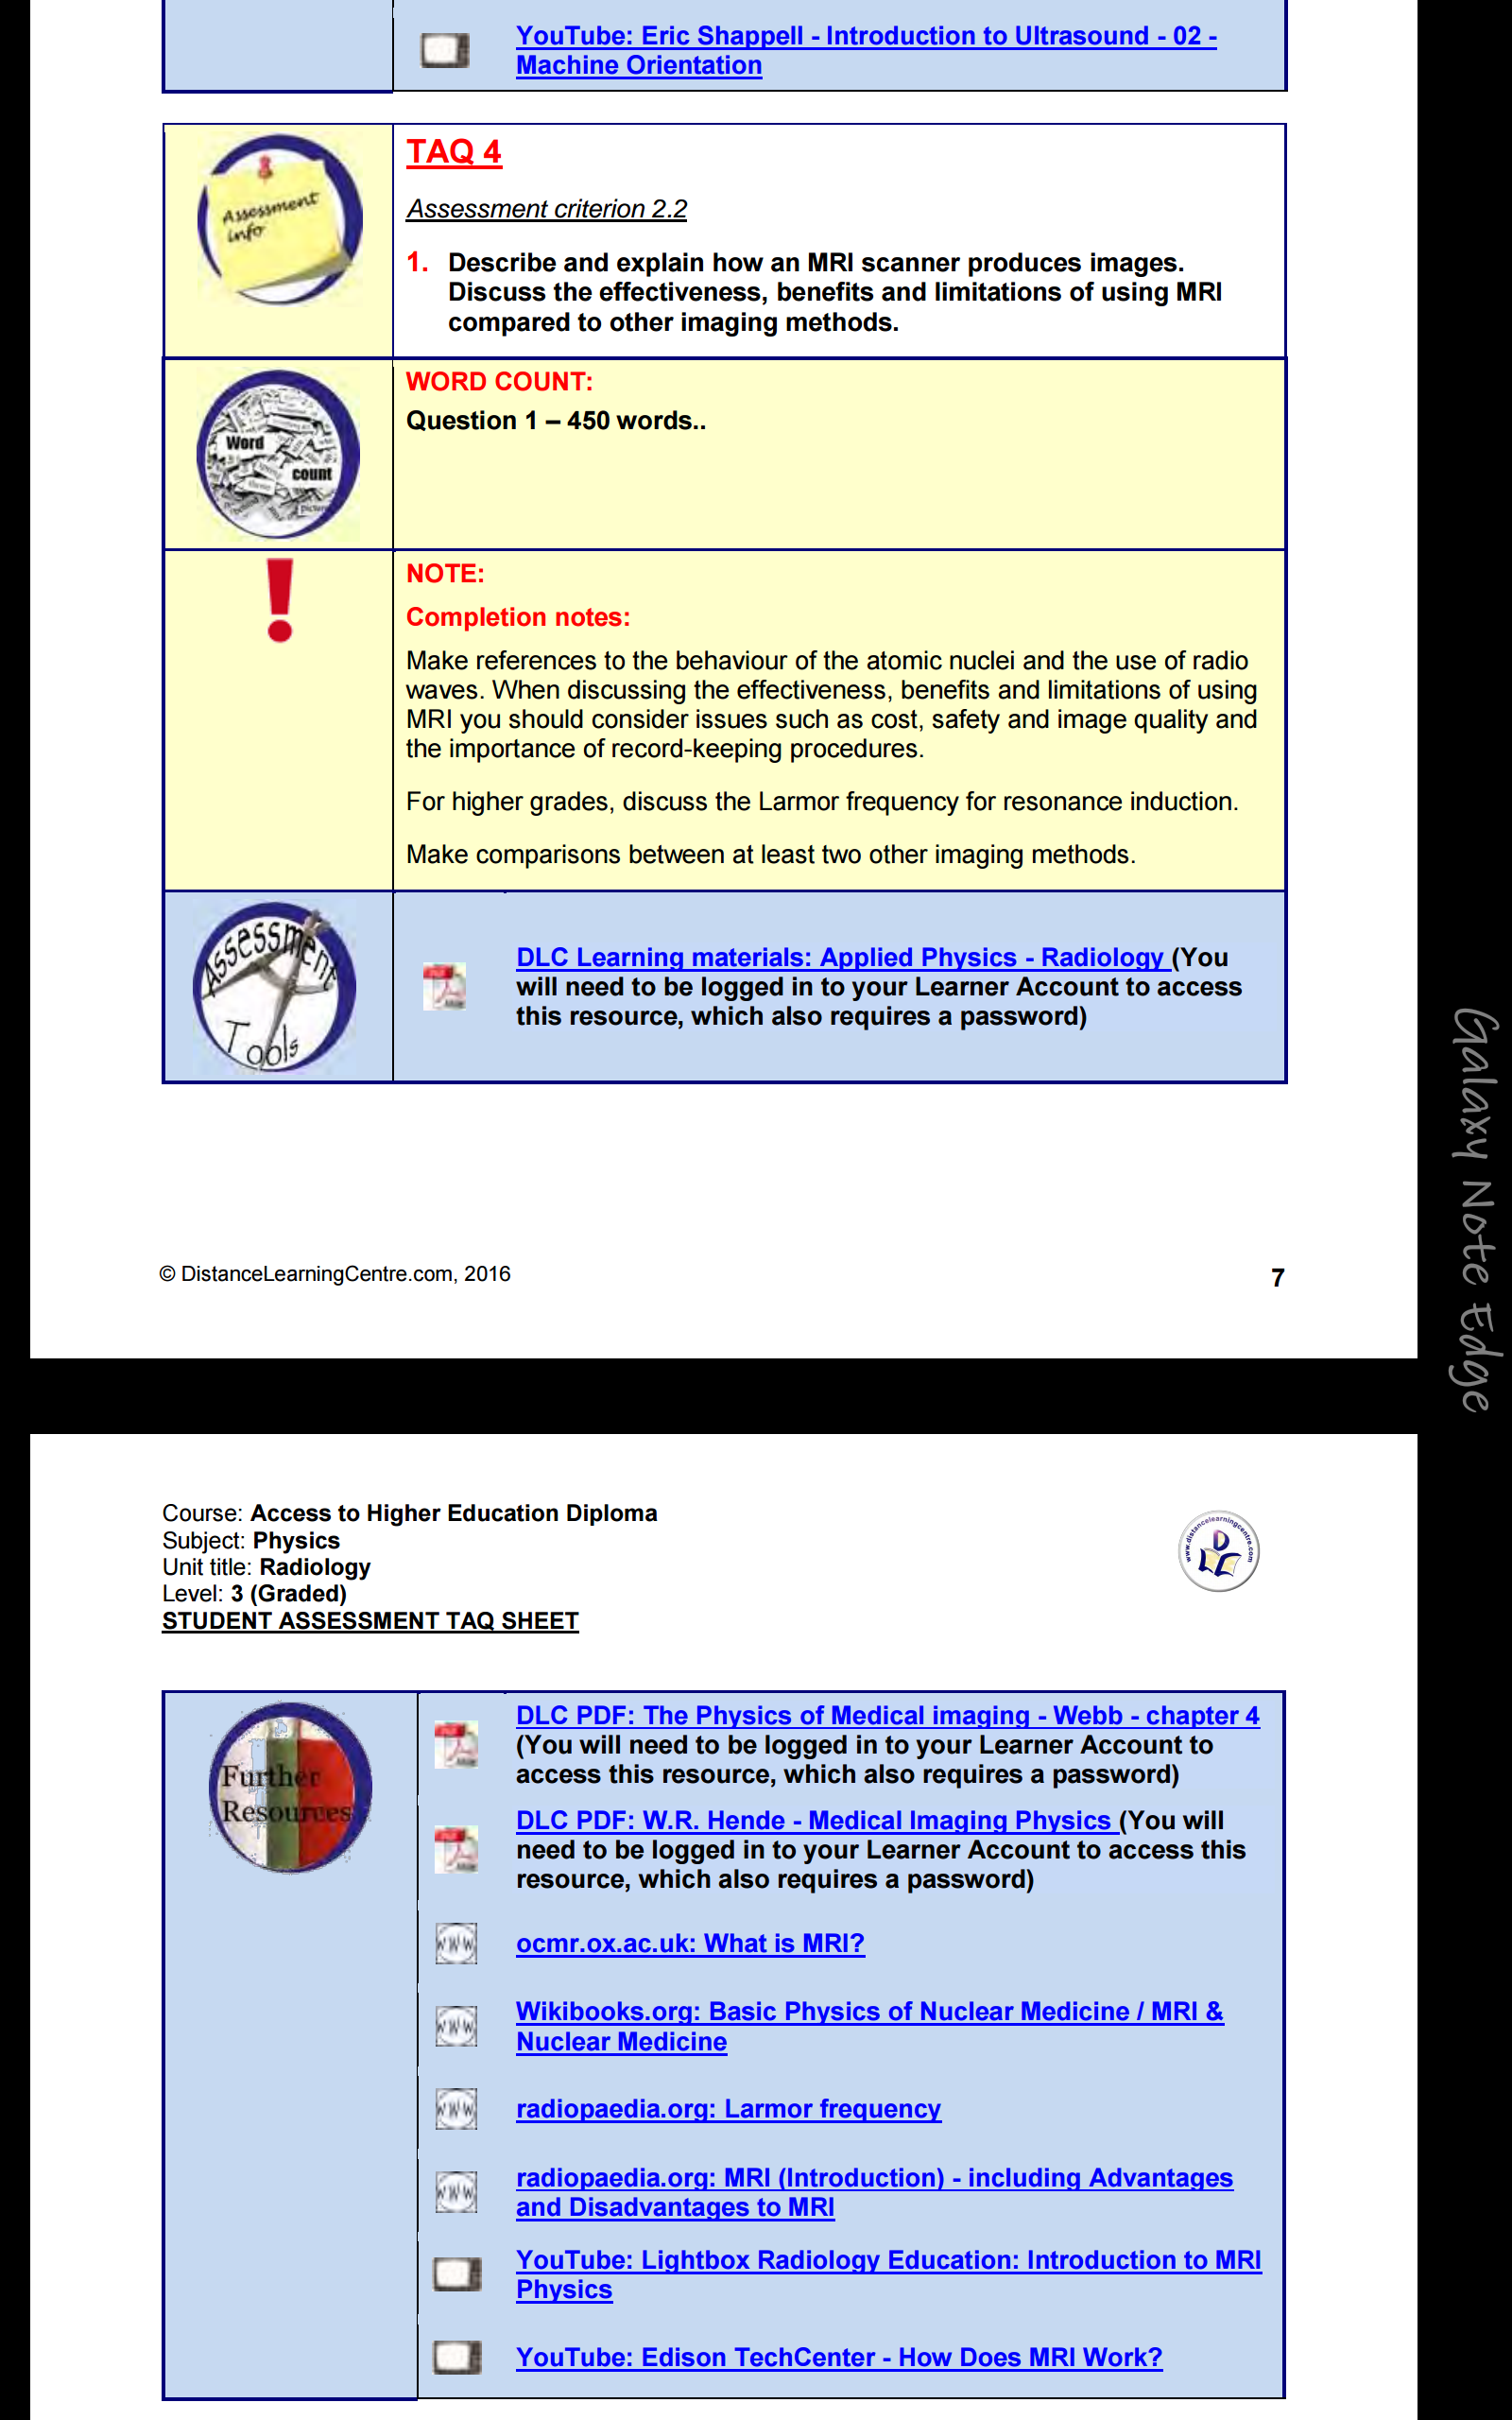 YouTube: Eric Shappell - Introduction to Ultrasound - 02 -
Machine Orientation
Assessment
info
TAQ 4
Assessment criterion 2.2
1. Describe and explain how an MRI scanner produces images.
Discuss the effectiveness, benefits and limitations of using MRI
compared to other imaging methods.
Word
count
WORD COUNT:
Question 1 – 450 words..
NOTE:
Completion notes:
Make references to the behaviour of the atomic nuclei and the use of radio
waves. When discussing the effectiveness, benefits and limitations of using
MRI you should consider issues such as cost, safety and image quality and
the importance of record-keeping procedures.
For higher grades, discuss the Larmor frequency for resonance induction.
Make comparisons between at least two other imaging methods.
Assessment
Tools
DLC Learning materials: Applied Physics - Radiology (You
will need to be logged in to your Learner Account to access
this resource, which also requires a password)
© DistanceLearningCentre.com, 2016
7
Galaxy Note Edge
Course: Access to Higher Education Diploma
Subject: Physics
Unit title: Radiology
Level: 3 (Graded)
STUDENT ASSESSMENT TAQ SHEET
www.distancelearningcentre.com
D
Further
Resources
DLC PDF: The Physics of Medical imaging - Webb - chapter 4
(You will need to be logged in to your Learner Account to
access this resource, which also requires a password)
DLC PDF: W.R. Hende - Medical Imaging Physics (You will
need to be logged in to your Learner Account to access this
resource, which also requires a password)
WWW
ocmr.ox.ac.uk: What is MRI?
WWW
Wikibooks.org: Basic Physics of Nuclear Medicine / MRI &
Nuclear Medicine
WWW
radiopaedia.org: Larmor frequency
WWW
radiopaedia.org: MRI (Introduction) - including Advantages
and Disadvantages to MRI
YouTube: Lightbox Radiology Education: Introduction to MRI
Physics
YouTube: Edison TechCenter - How Does MRI Work?